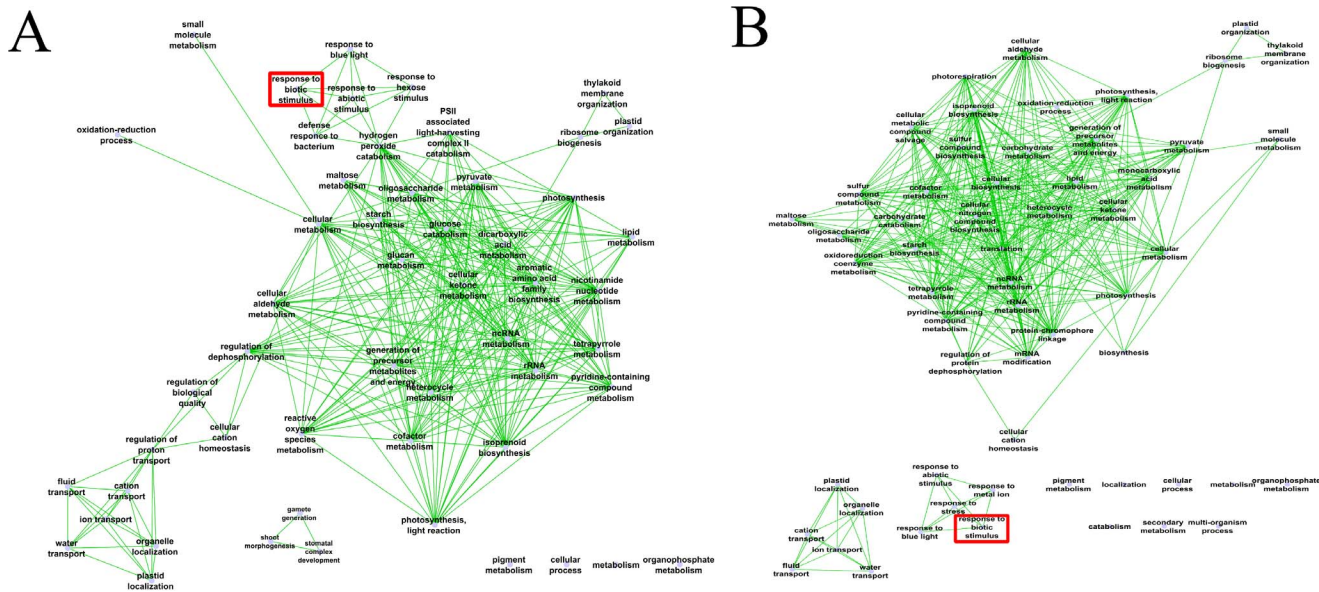 A
small
molecule
metabolism
response to
blue light
response to
biotic
stimulus
response to
abiotic
stimulus
response to
hexose
stimulus
defense
responce to
bacterium
PSII
associated
light-harvesting
complex II
catabolism
thylakoid
membrane
organization
plastid
organization
ribosome
biogenesis
oxidation-reduction
process
hydrogen
peroxide
catabolism
maltose
metabolism
oligosaccharide
metabolism
pyruvate
metabolism
photosynthesis
cellular
metabolism
starch
biosynthesis
glucose
catabolism
dicarboxylic
acid
metabolism
lipid
metabolism
glucan
metabolism
cellular
ketone
metabolism
aromatic
amino acid
family
biosynthesis
nicotinamide
nucleotide
metabolism
cellular
aldehyde
metabolism
ncRNA
metabolism
regulation of
dephosphorylation
generation of
precursor
metabolites
and energy
rRNA
metabolism
tetrapyrrole
metabolism
heterocycle
metabolism
pyridine-containing
compound
metabolism
regulation of
biological
quality
reactive
oxygen
species
metabolism
cofactor
metabolism
isoprenoid
biosynthesis
cellular
cation
homeostasis
regulation of
proton
transport
fluid
transport
cation
transport
ion transport
water
transport
organelle
localization
plastid
localization
gamete
generation
shoot
morphogenesis
stomatal
complex
development
photosynthesis,
light reaction
pigment
metabolism
cellular
process
metabolism
organophosphate
metabolism
B
plastid
organization
thylakoid
membrane
organization
ribosome
biogenesis
cellular
aldehyde
metabolism
photorespiration
photosynthesis,
light reaction
isoprenoid
biosynthesis
oxidation-reduction
process
cellular
metabolic
compound
salvage
generation of
precursor
metabolites
and energy
small
molecule
metabolism
sulfur
compound
biosynthesis
carbohydrate
metabolism
pyruvate
metabolism
monocarboxylic
acid
metabolism
sulfur
compound
metabolism
cofactor
metabolism
cellular
biosynthesis
lipid
metabolism
cellular
ketone
metabolism
maltose
metabolism
carbohydrate
catabolism
cellular
nitrogen
compound
biosynthesis
heterocycle
metabolism
oligosaccharide
metabolism
starch
biosynthesis
translation
cellular
metabolism
oxidoreduction
coenzyme
metabolism
ncRNA
metabolism
tetrapyrrole
metabolism
photosynthesis
rRNA
metabolism
pyridine-containing
compound
metabolism
protein-chromophore
linkage
regulation of
protein
dephosphorylation
mRNA
modification
biosynthesis
cellular
cation
homeostasis
plastid
localization
organelle
localization
cation
transport
ion transport
fluid
transport
water
transport
response to
abiotic
stimulus
response to
metal ion
response to
stress
response to
blue light
response to
biotic
stimulus
pigment
metabolism
localization
cellular
process
metabolism
organophosphate
metabolism
catabolism
secondary
metabolism
multi-organism
process